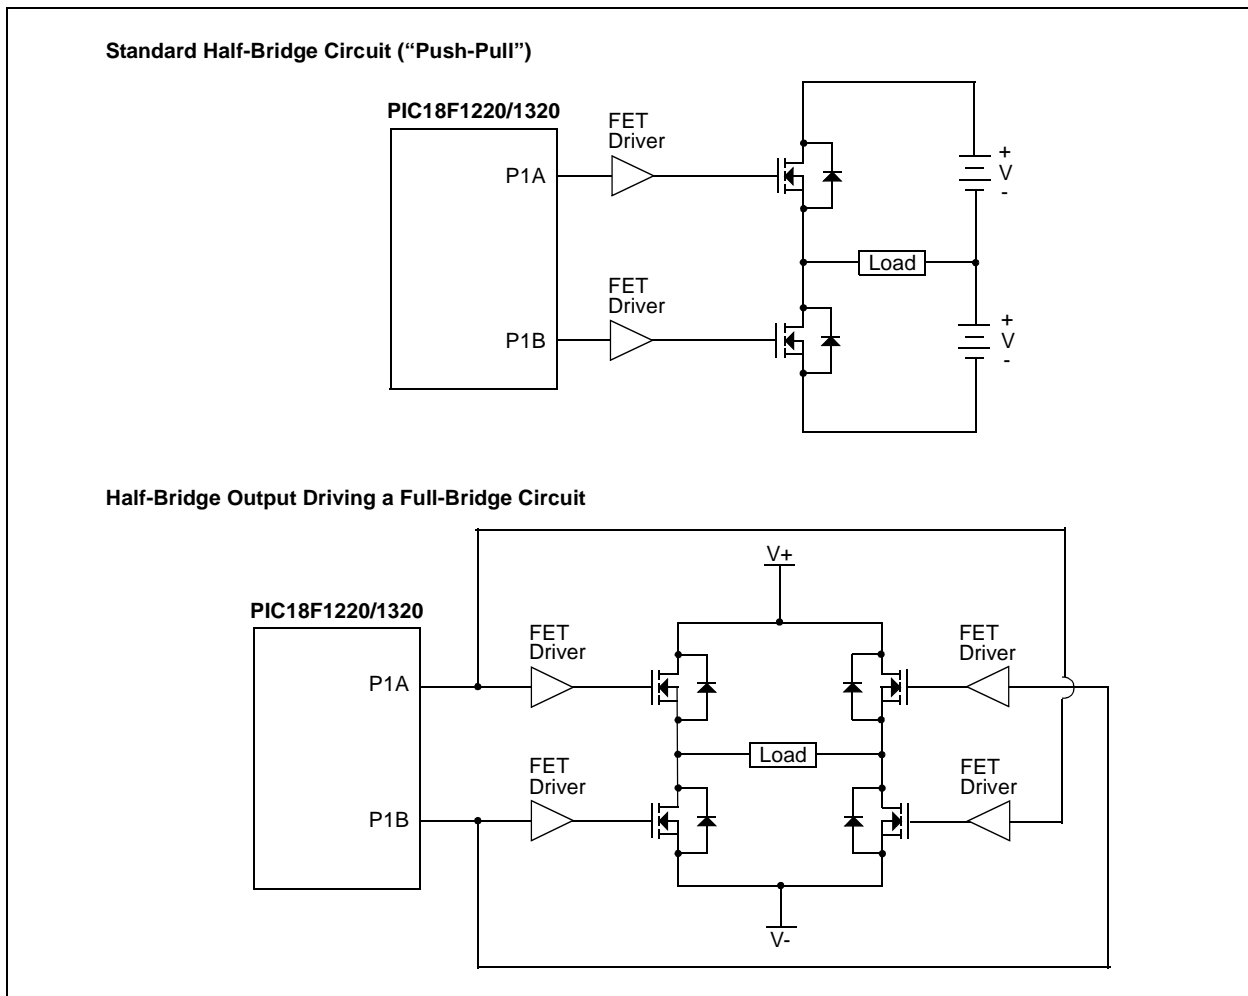 Standard Half-Bridge Circuit (“Push-Pull”)
PIC18F1220/1320
FET
Driver
P1A
+
V
-
Load
FET
Driver
P1B
+
V
-
Half-Bridge Output Driving a Full-Bridge Circuit
V+
PIC18F1220/1320
FET
Driver
FET
Driver
P1A
Load
FET
Driver
FET
Driver
P1B
V-